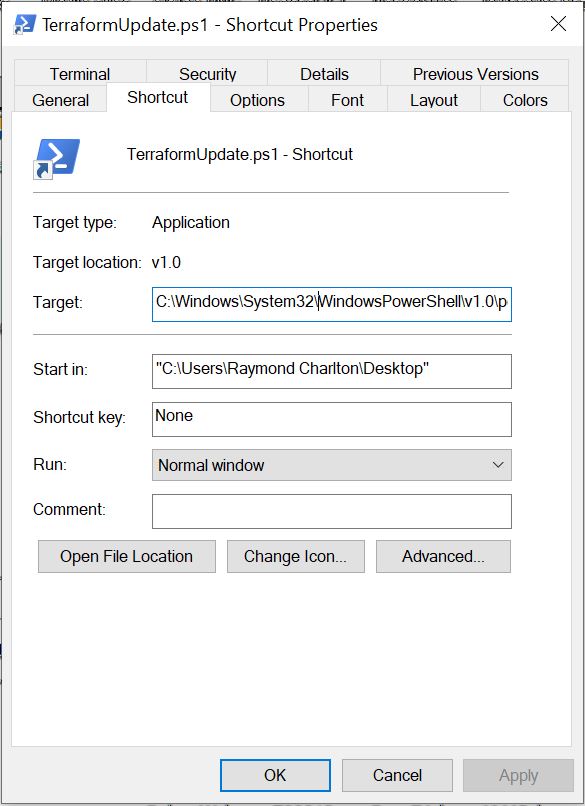 TerraformUpdate.ps1 - Shortcut Properties
Terminal Security Details Previous Versions
General Shortcut Options Font Layout Colors
TerraformUpdate.ps1 - Shortcut
Target type: Application
Target location: v1.0
Target: C:\Windows\System32\WindowsPowerShell\v1.0\p
Start in: "C:\Users\Raymond Charlton\Desktop"
Shortcut key: None
Run: Normal window
Comment:
Open File Location Change Icon... Advanced...
OK Cancel Apply